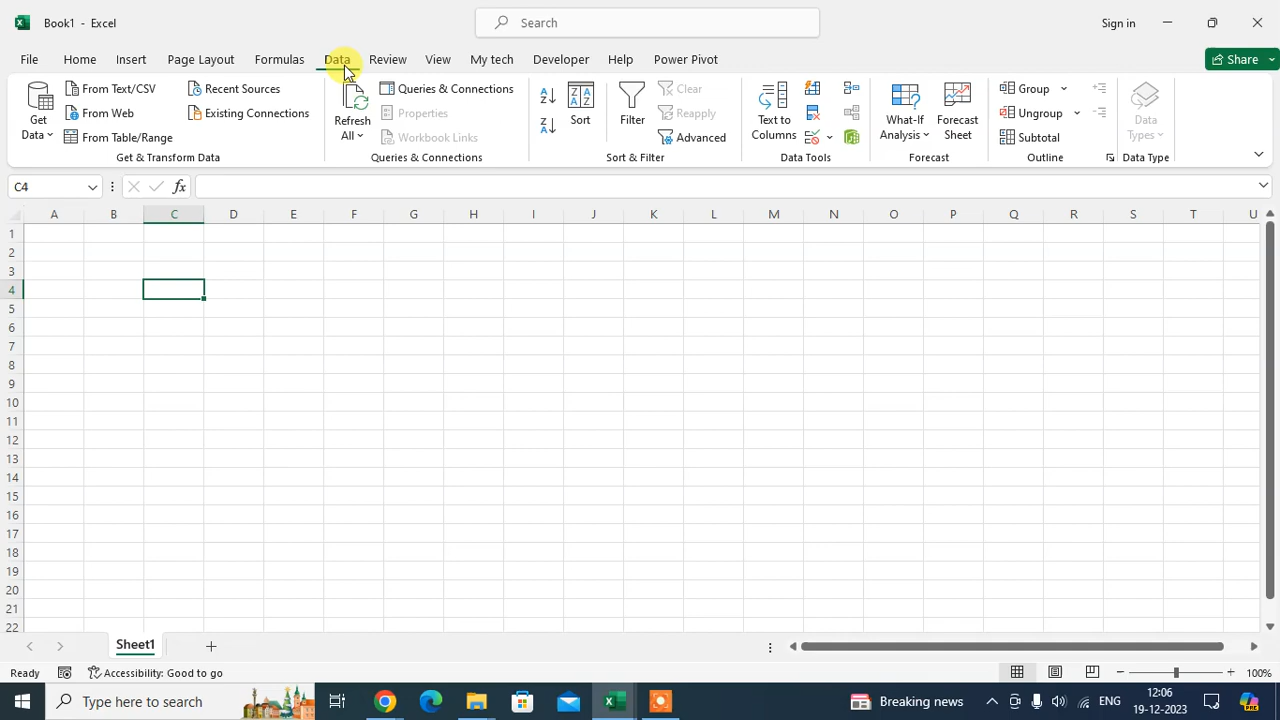 Book1 - Excel
Search
Sign in
File Home Insert Page Layout Formulas Data Review View My tech Developer Help Power Pivot
Share
Get Data
From Text/CSV
From Web
From Table/Range
Recent Sources
Existing Connections
Get & Transform Data
Refresh All
Queries & Connections
Properties
Workbook Links
Queries & Connections
Sort
Filter
Clear
Reapply
Advanced
Sort & Filter
Text to Columns
Data Tools
What-If Analysis
Forecast Sheet
Forecast
Group
Ungroup
Subtotal
Outline
Data Types
Data Type
C4
fx
A B C D E F G H I J K L M N O P Q R S T U
1
2
3
4
5
6
7
8
9
10
11
12
13
14
15
16
17
18
19
20
21
22
Sheet1
Ready
Accessibility: Good to go
100%
Type here to search
Breaking news
ENG
12:06
19-12-2023